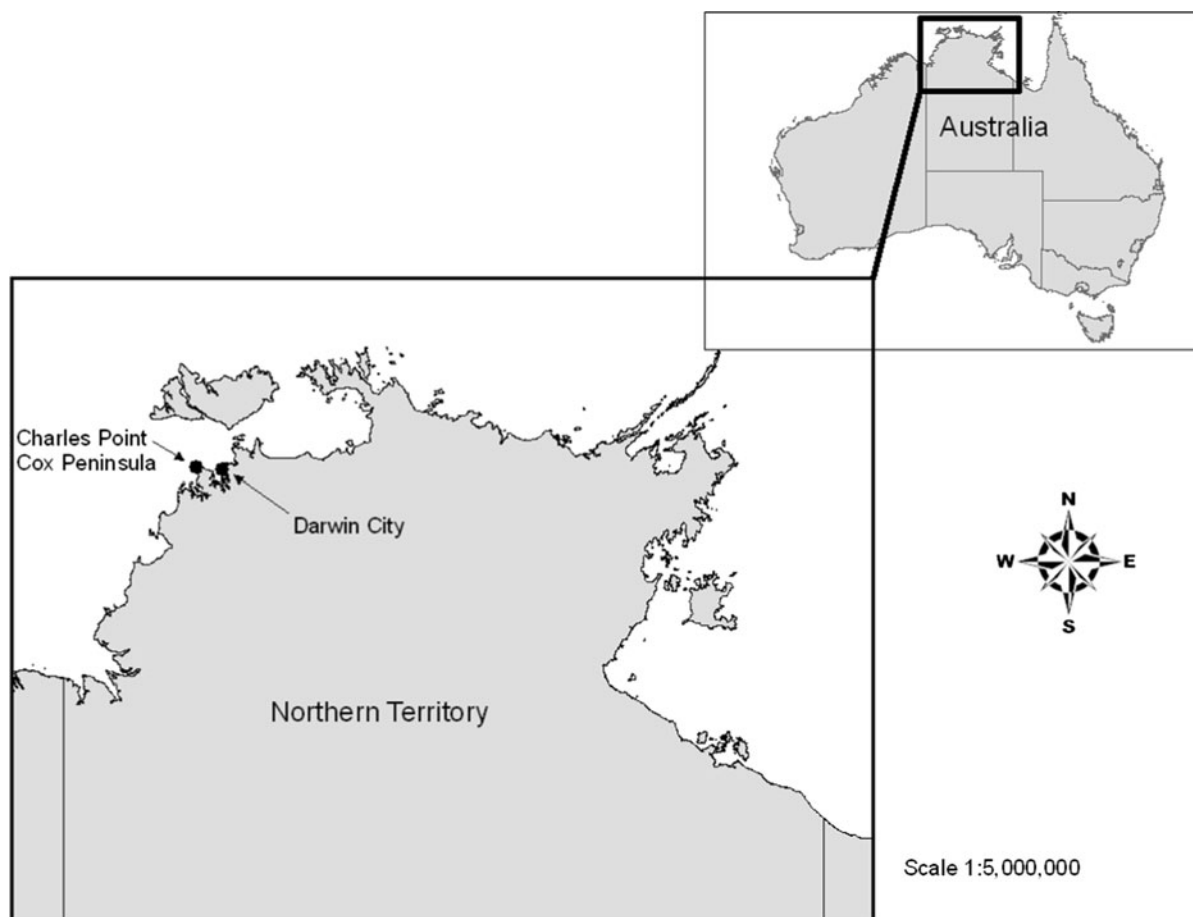 Australia
Charles Point
Cox Peninsula
Darwin City
Northern Territory
N
W
E
S
Scale 1:5,000,000